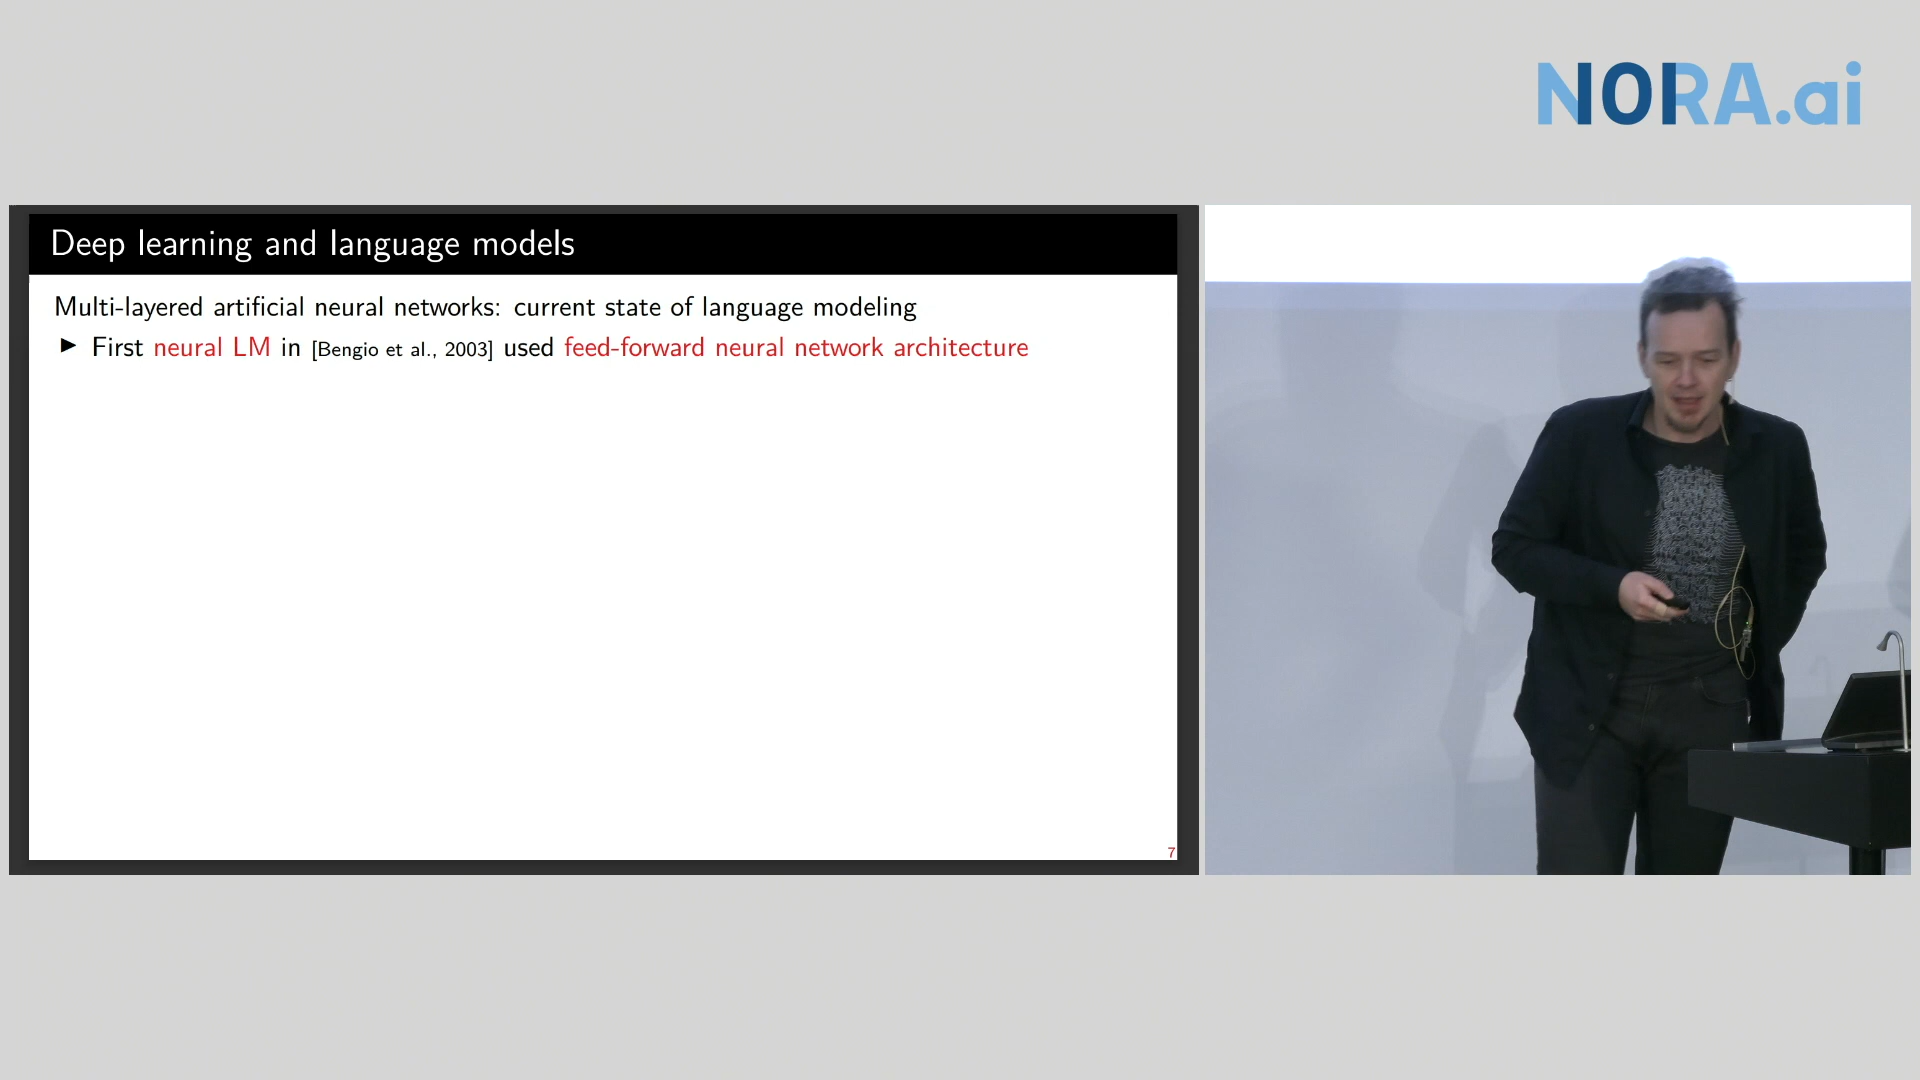 NORA.ai
Deep learning and language models
Multi-layered artificial neural networks: current state of language modeling
► First neural LM in [Bengio et al., 2003] used feed-forward neural network architecture
7